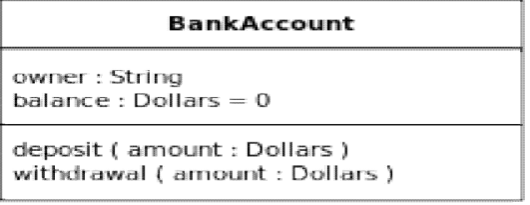 BankAccount
owner : String
balance : Dollars = 0
deposit ( amount : Dollars )
withdrawal ( amount : Dollars )